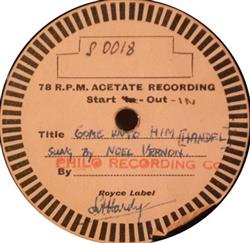 S 0018
78 R.P.M. ACETATE RECORDING
Start In - Out - IN
Title COME UNTO HIM (HANDEL)
SUNG BY NOEL VERNON
PHILO RECORDING Co
By
Royce Label